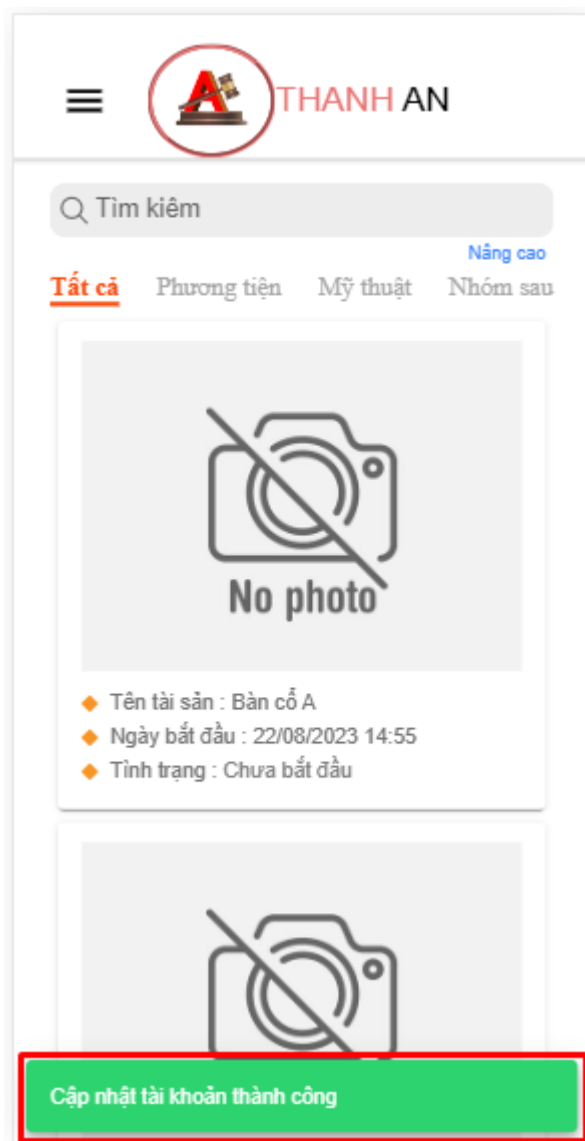 THANH AN
Tìm kiêm
Nâng cao
Tất cả Phương tiện Mỹ thuật Nhóm sau
No photo
Tên tài sản : Bàn cổ A
Ngày bắt đầu : 22/08/2023 14:55
Tình trạng : Chưa bắt đầu
Cập nhật tài khoản thành công